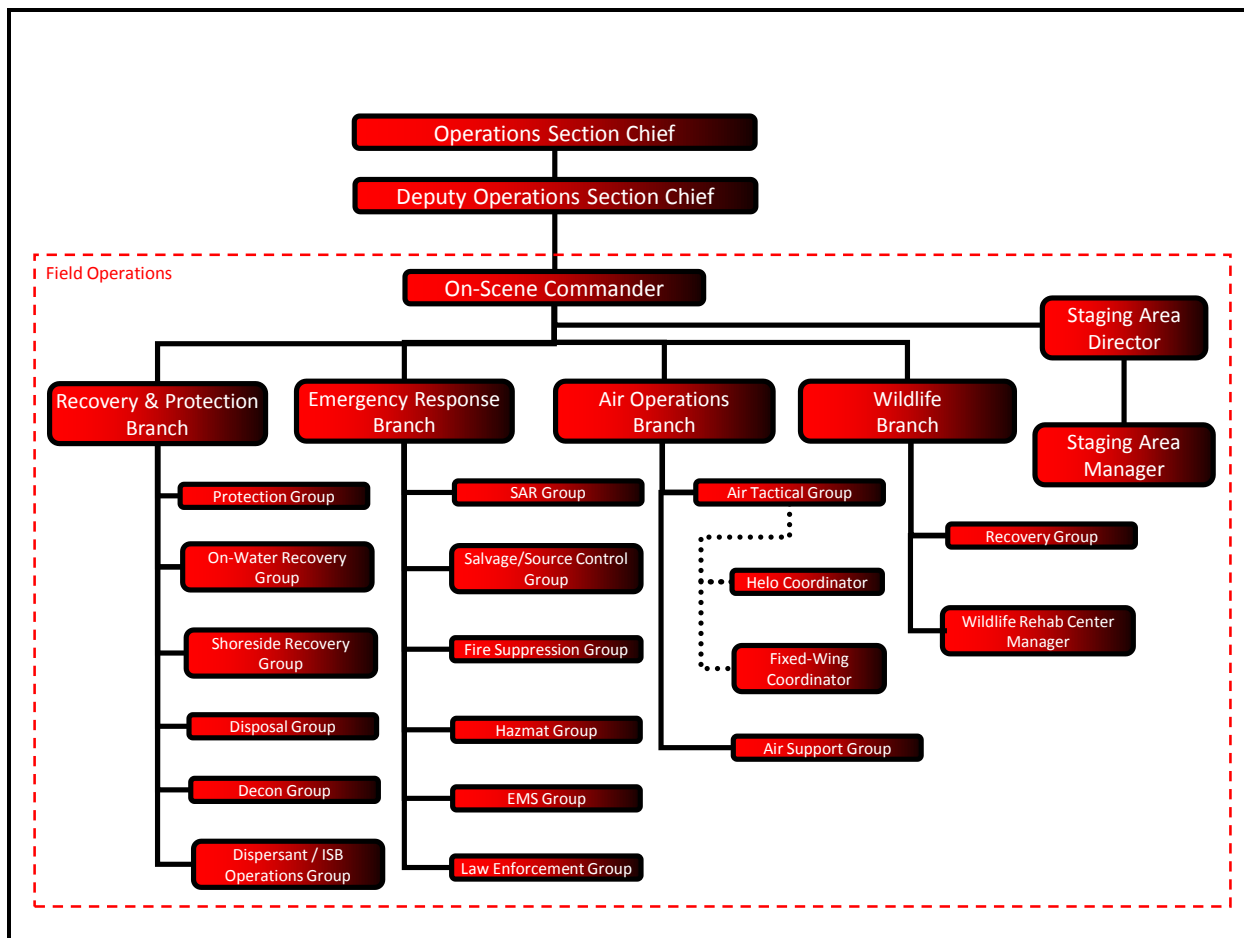 Operations Section Chief
Deputy Operations Section Chief
Field Operations
On-Scene Commander
Staging Area
Director
Recovery & Protection
Branch
Emergency Response
Branch
Air Operations
Branch
Wildlife
Branch
Staging Area
Manager
Protection Group
On-Water Recovery
Group
Shoreside Recovery
Group
Disposal Group
Decon Group
Dispersant / ISB
Operations Group
SAR Group
Salvage/Source Control
Group
Fire Suppression Group
Hazmat Group
EMS Group
Law Enforcement Group
Air Tactical Group
Helo Coordinator
Fixed-Wing
Coordinator
Air Support Group
Recovery Group
Wildlife Rehab Center
Manager